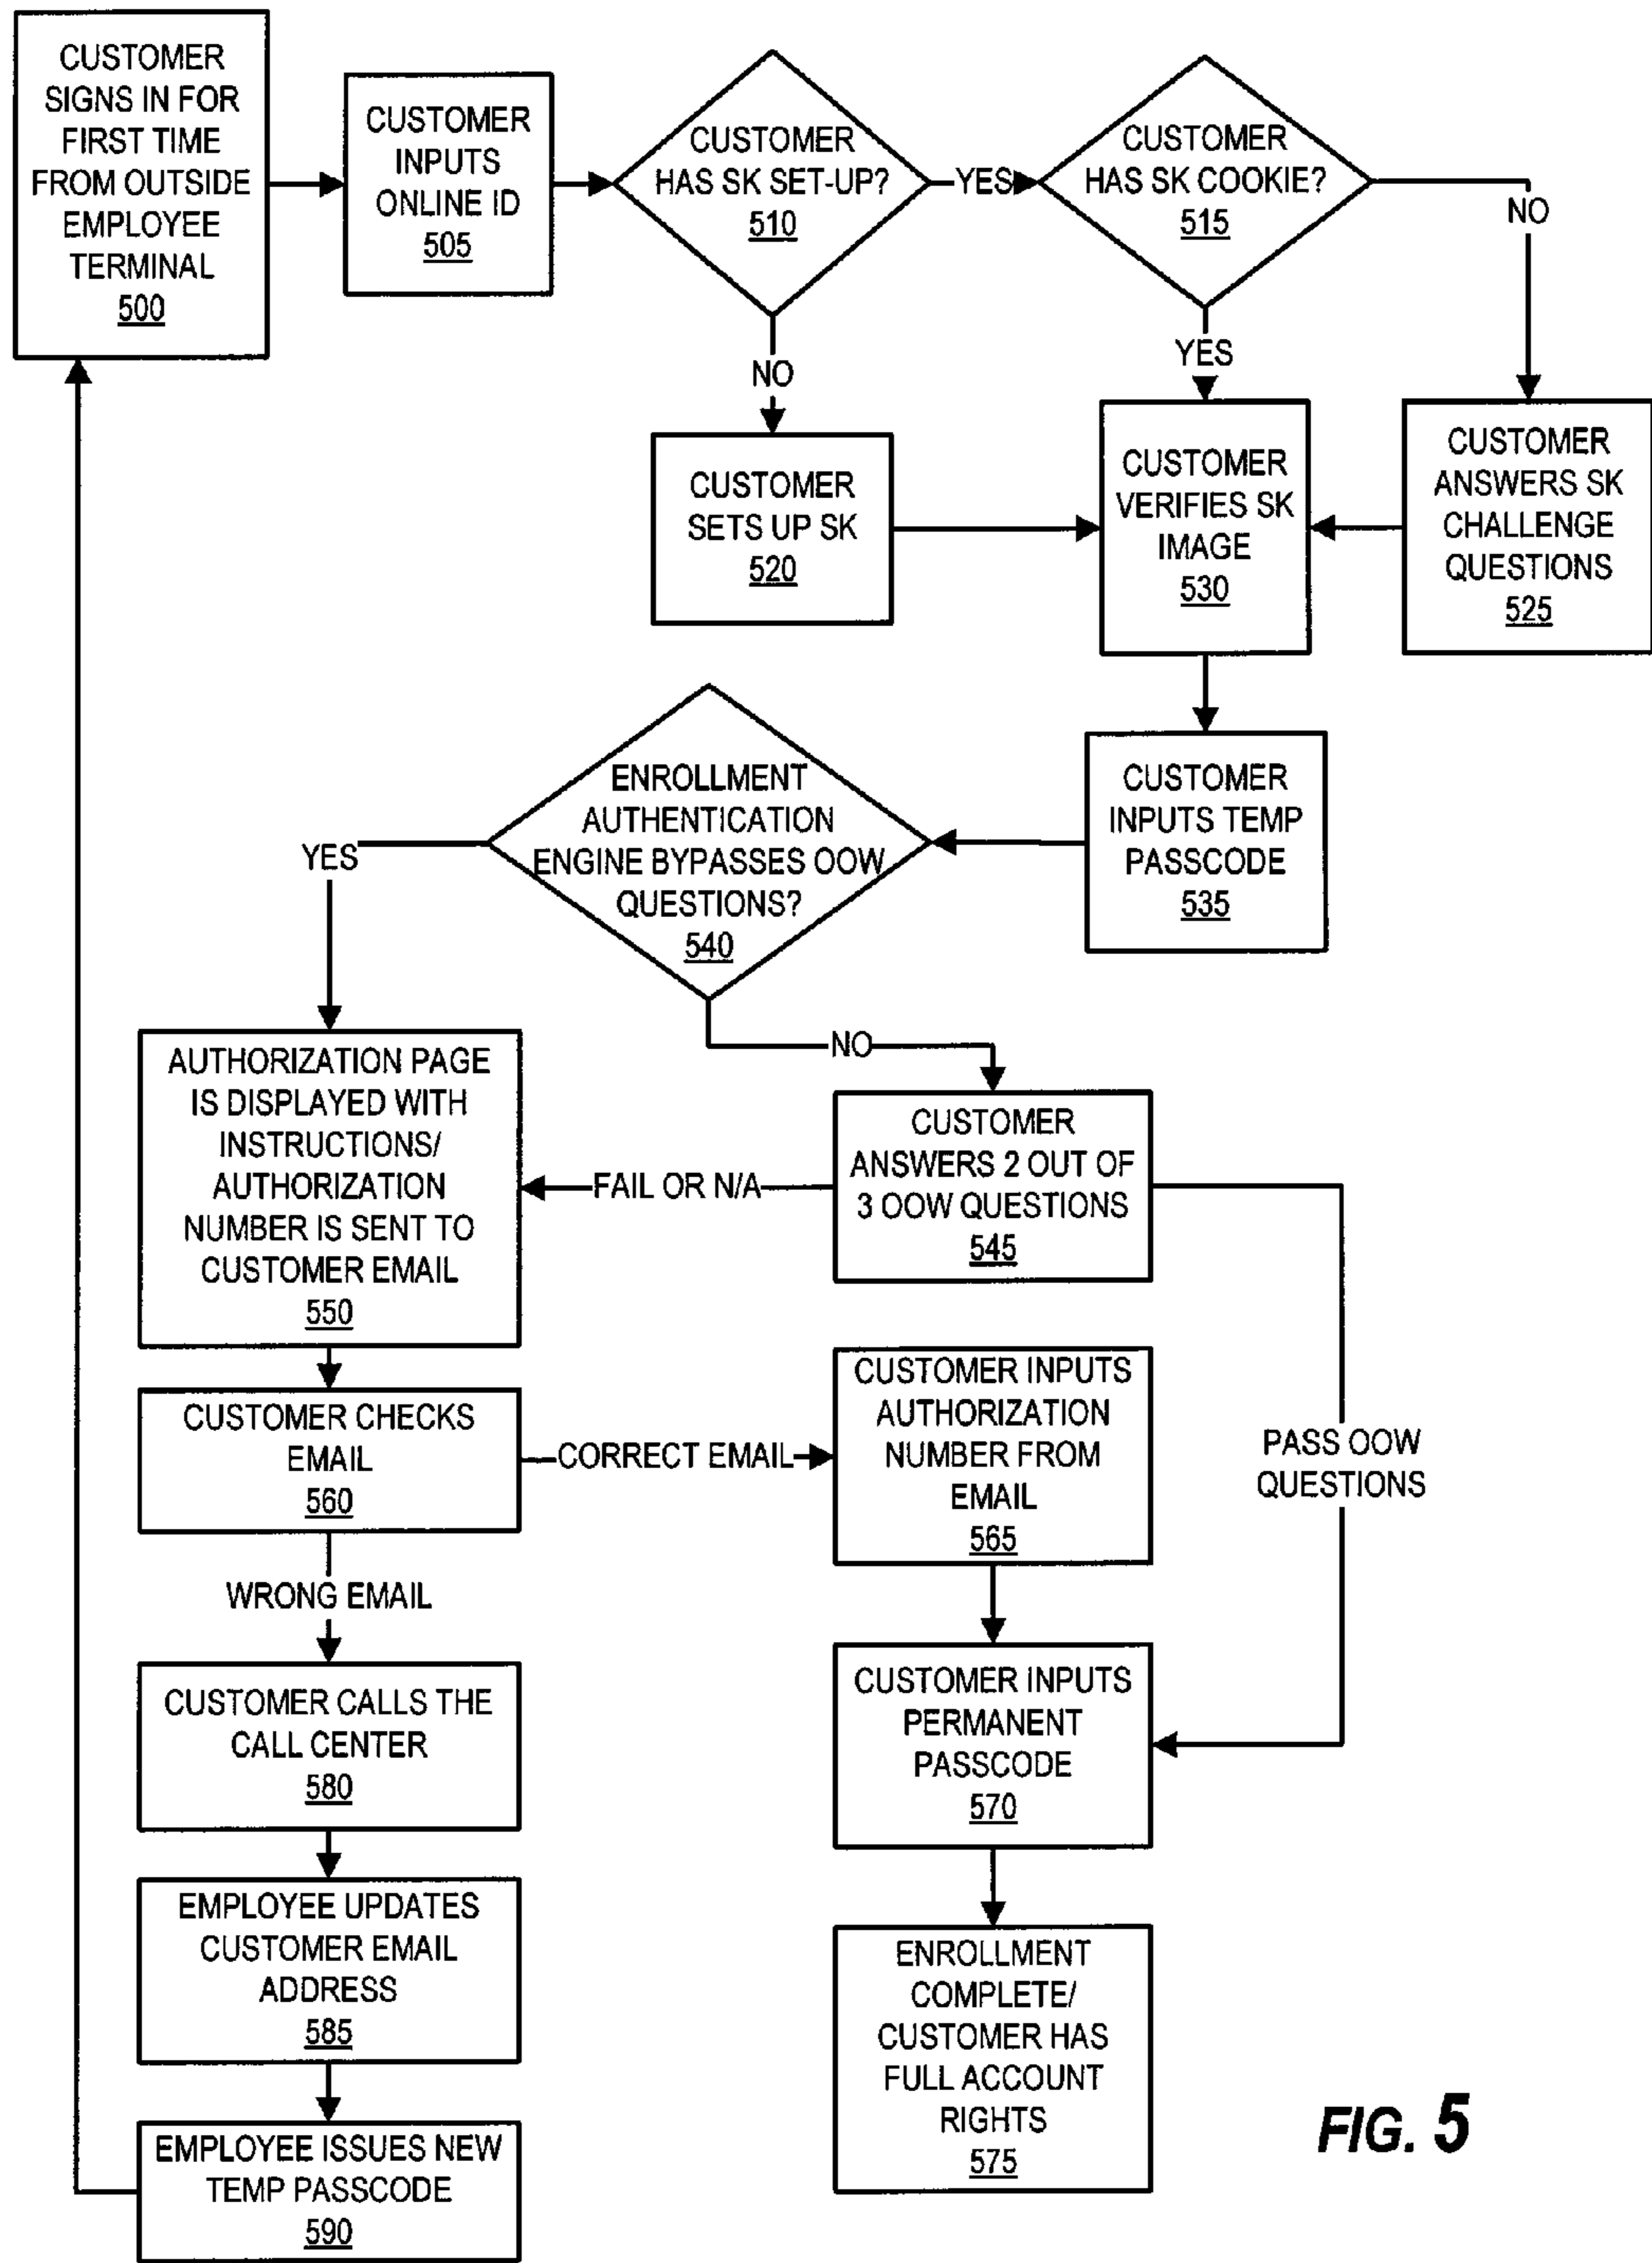 CUSTOMER
SIGNS IN FOR
FIRST TIME
FROM OUTSIDE
EMPLOYEE
TERMINAL
500
CUSTOMER
INPUTS
ONLINE ID
505
CUSTOMER
HAS SK SET-UP?
510
YES
CUSTOMER
HAS SK COOKIE?
515
NO
NO
YES
CUSTOMER
SETS UP SK
520
CUSTOMER
VERIFIES SK
IMAGE
530
CUSTOMER
ANSWERS SK
CHALLENGE
QUESTIONS
525
CUSTOMER
INPUTS TEMP
PASSCODE
535
ENROLLMENT
AUTHENTICATION
ENGINE BYPASSES OOW
QUESTIONS?
540
YES
NO
AUTHORIZATION PAGE
IS DISPLAYED WITH
INSTRUCTIONS/
AUTHORIZATION
NUMBER IS SENT TO
CUSTOMER EMAIL
550
FAIL OR N/A
CUSTOMER
ANSWERS 2 OUT OF
3 OOW QUESTIONS
545
PASS OOW
QUESTIONS
CUSTOMER CHECKS
EMAIL
560
CORRECT EMAIL
CUSTOMER INPUTS
AUTHORIZATION
NUMBER FROM
EMAIL
565
WRONG EMAIL
CUSTOMER CALLS THE
CALL CENTER
580
CUSTOMER INPUTS
PERMANENT
PASSCODE
570
EMPLOYEE UPDATES
CUSTOMER EMAIL
ADDRESS
585
ENROLLMENT
COMPLETE/
CUSTOMER HAS
FULL ACCOUNT
RIGHTS
575
EMPLOYEE ISSUES NEW
TEMP PASSCODE
590
FIG. 5